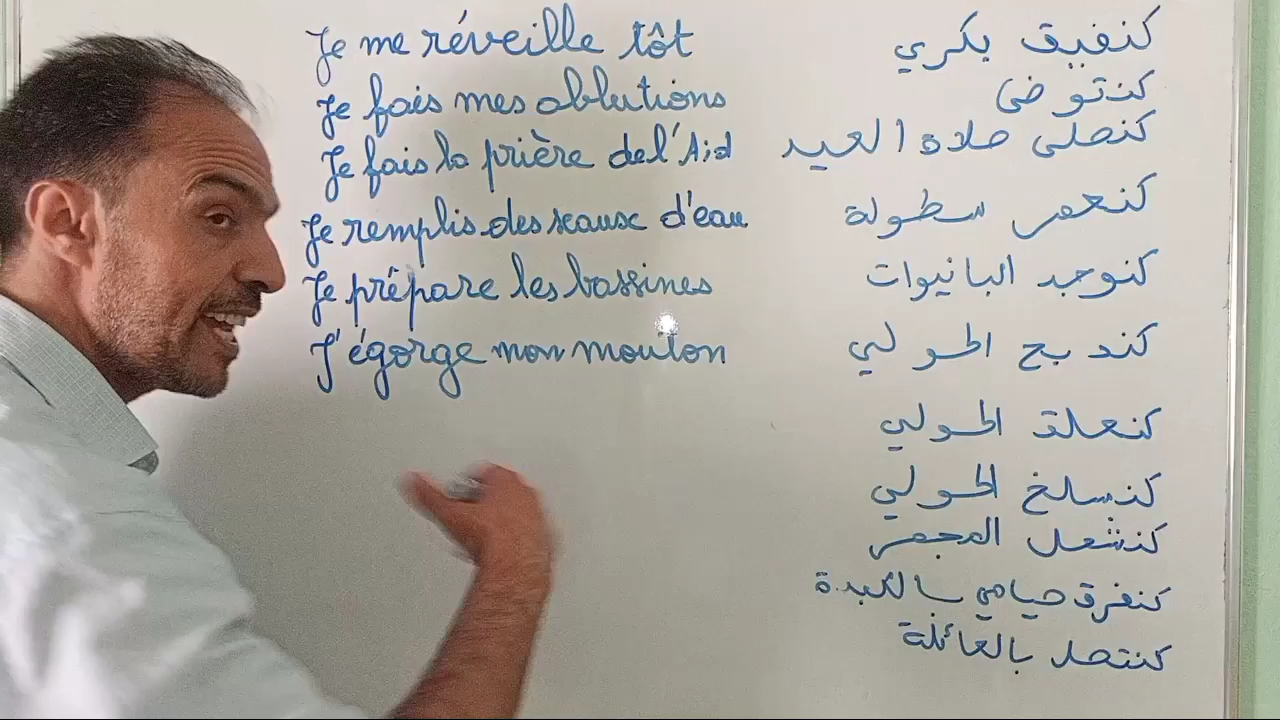 Je me réveille tôt كنفيق بكري
Je fais mes ablutions كنتوضى
Je fais la prière de l'Aid كنصلى صلاة العيد
Je remplis des seaux d'eau كنعمر سطولة
Je prépare les bassines كنوجد البانيوات
J'égorge mon mouton كندبح الحولي
كنعلق الحولي
كنسلخ الحولي
كنشعل المجمر
كنفرق صيامي بالكبدة
كنتصل بالعائلة